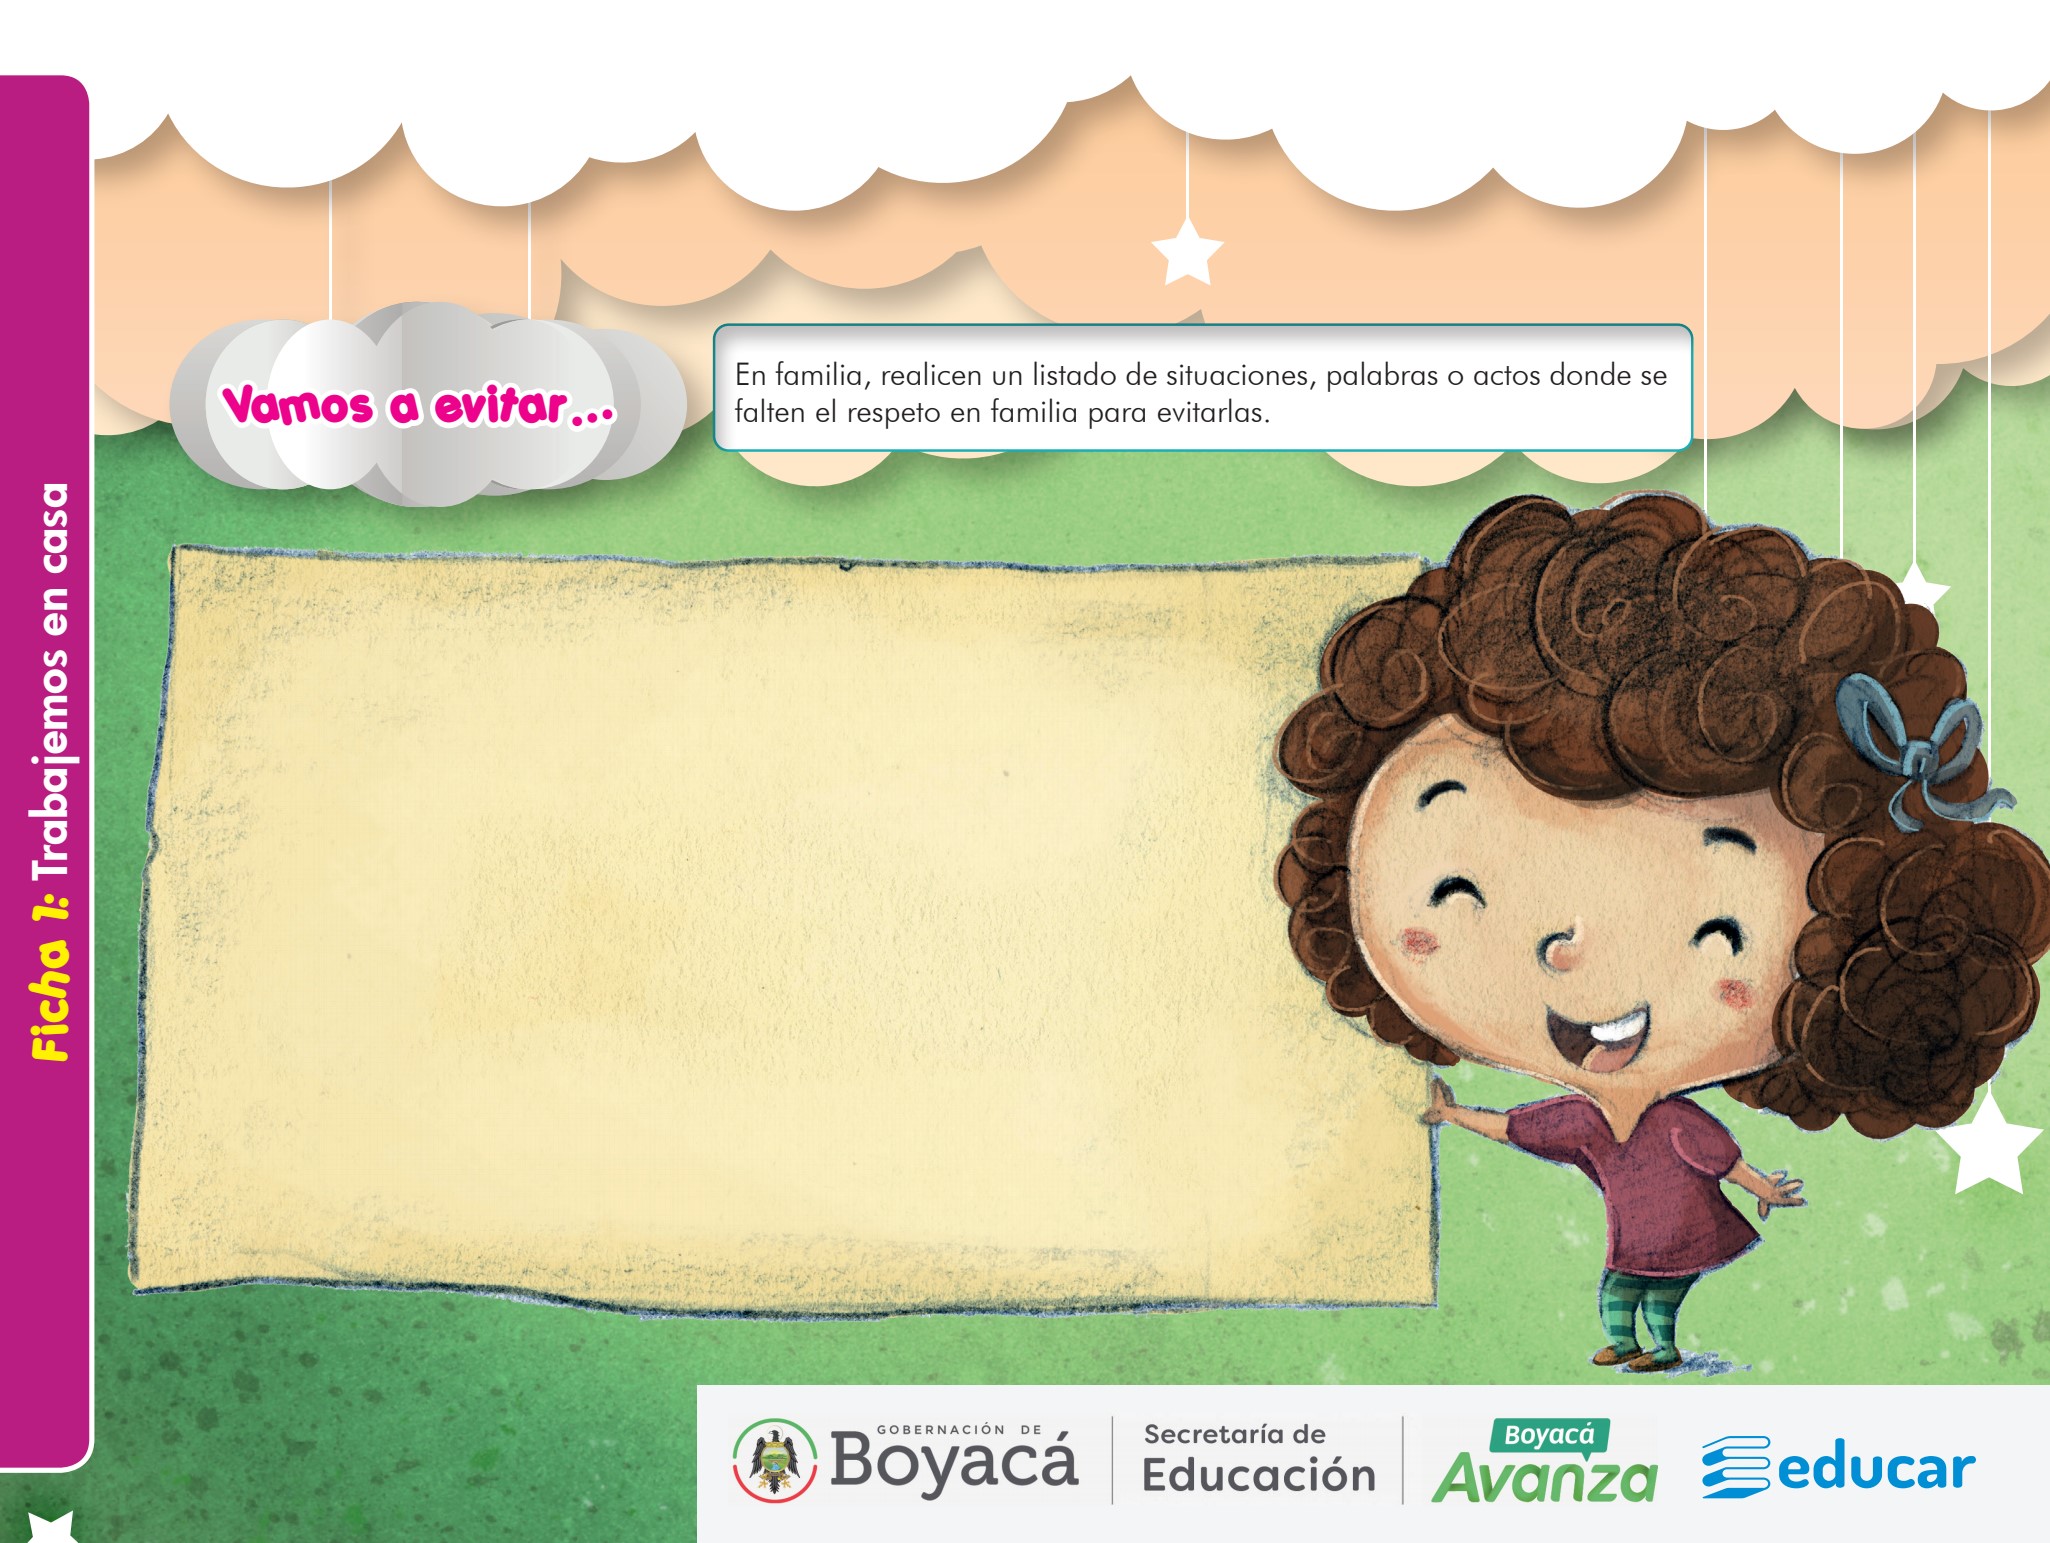 Ficha 1: Trabajemos en casa
Vamos a evitar...
En familia, realicen un listado de situaciones, palabras o actos donde se
falten el respeto en familia para evitarlas.
GOBERNACIÓN DE
Boyacá
Secretaría de
Educación
Boyacá
Avanza
educar